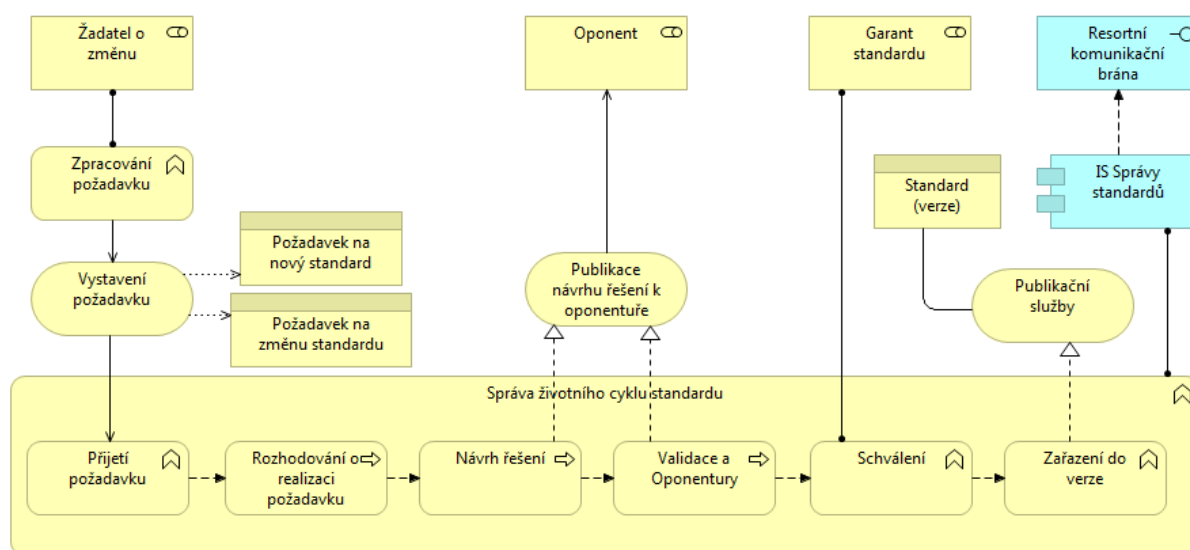 Žadatel o
změnu
Oponent
Garant
standardu
Resortní
komunikační
brána
Zpracování
požadavku
Standard
(verze)
IS Správy
standardů
Požadavek na
nový standard
Vystavení
požadavku
Publikace
návrhu řešení k
oponentuře
Publikační
služby
Požadavek na
změnu standardu
Správa životního cyklu standardu
Přijetí
požadavku
Rozhodování o
realizaci
požadavku
Návrh řešení
Validace a
Oponentury
Schválení
Zařazení do
verze